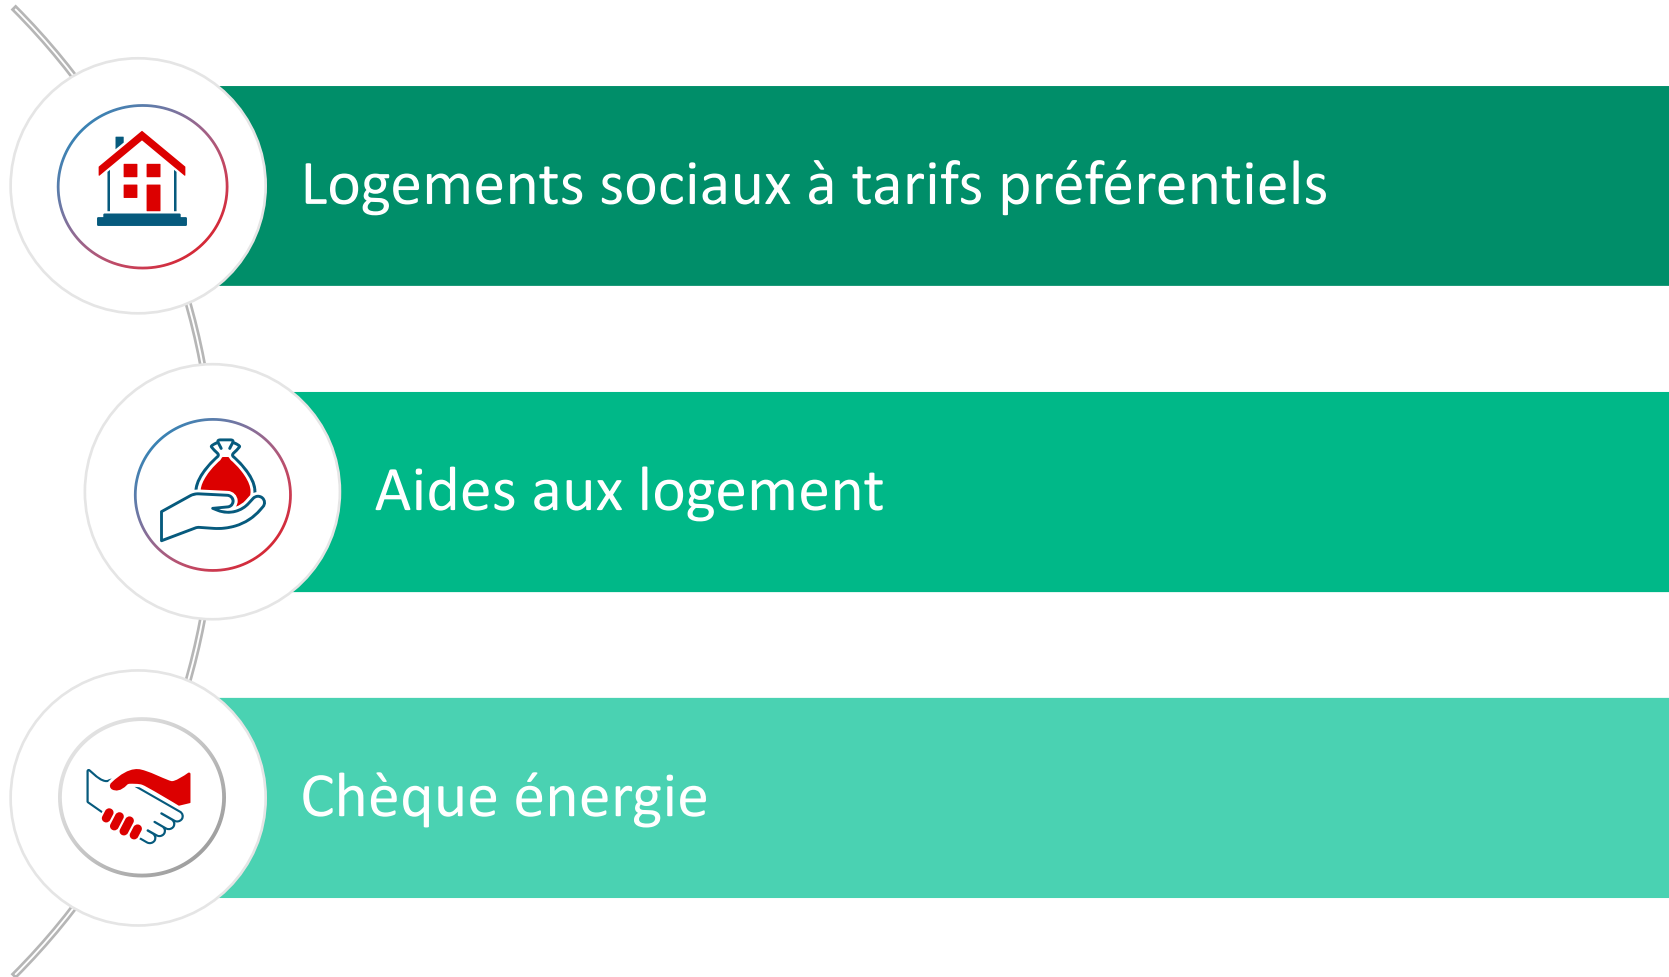 Logements sociaux à tarifs préférentiels
Aides aux logement
Chèque énergie